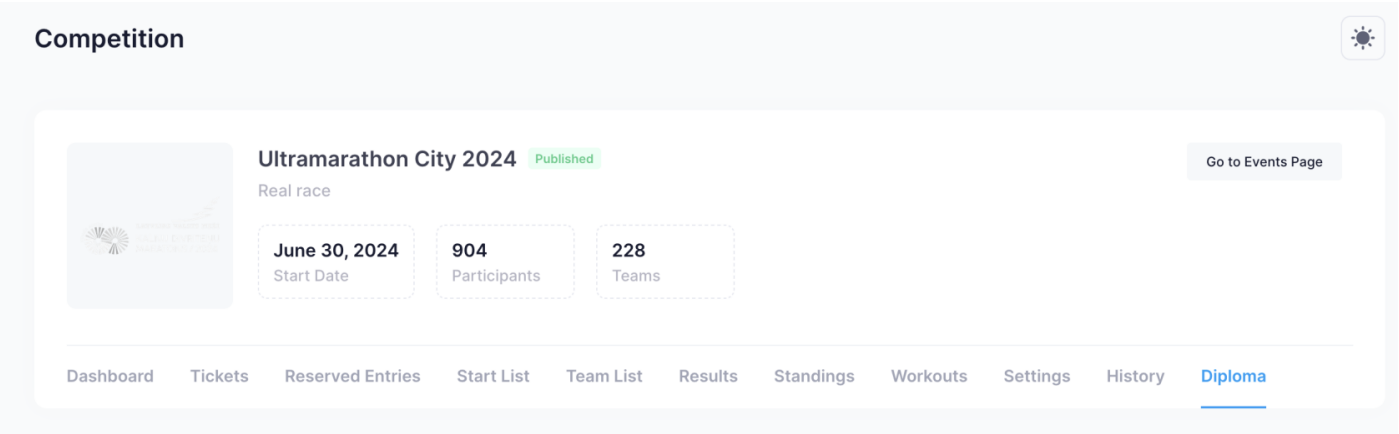 Competition
Ultramarathon City 2024 Published
Go to Events Page
Real race
June 30, 2024 904 228
Start Date Participants Teams
Dashboard Tickets Reserved Entries Start List Team List Results Standings Workouts Settings History Diploma